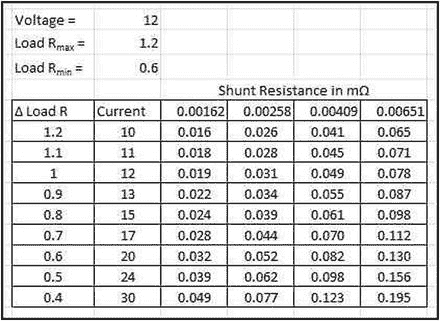 Voltage = 12
Load Rmax = 1.2
Load Rmin = 0.6
Shunt Resistance in mΩ
Δ Load R Current 0.00162 0.00258 0.00409 0.00651
1.2 10 0.016 0.026 0.041 0.065
1.1 11 0.018 0.028 0.045 0.071
1 12 0.019 0.031 0.049 0.078
0.9 13 0.022 0.034 0.055 0.087
0.8 15 0.024 0.039 0.061 0.098
0.7 17 0.028 0.044 0.070 0.112
0.6 20 0.032 0.052 0.082 0.130
0.5 24 0.039 0.062 0.098 0.156
0.4 30 0.049 0.077 0.123 0.195